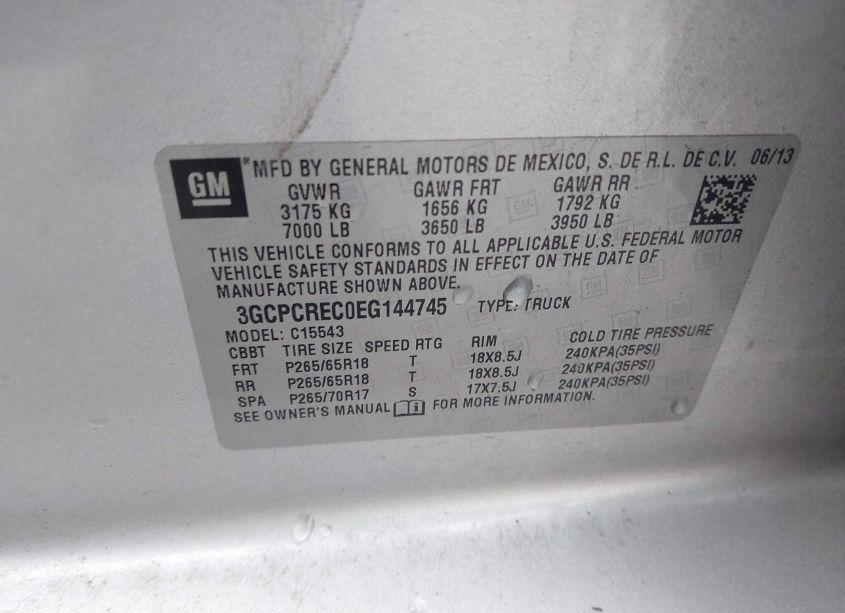 GM
*MFD BY GENERAL MOTORS DE MEXICO, S. DE R.L. DE C.V. 06/13
GVWR GAWR FRT GAWR RR
3175 KG 1656 KG 1792 KG
7000 LB 3650 LB 3950 LB
THIS VEHICLE CONFORMS TO ALL APPLICABLE U.S. FEDERAL MOTOR
VEHICLE SAFETY STANDARDS IN EFFECT ON THE DATE OF
MANUFACTURE SHOWN ABOVE.
3GCPCREC0EG144745 TYPE: TRUCK
MODEL: C15543
CBBT TIRE SIZE SPEED RTG RIM COLD TIRE PRESSURE
FRT P265/65R18 T 18X8.5J 240KPA(35PSI)
RR P265/65R18 T 18X8.5J 240KPA(35PSI)
SPA P265/70R17 S 17X7.5J 240KPA(35PSI)
SEE OWNER'S MANUAL FOR MORE INFORMATION.